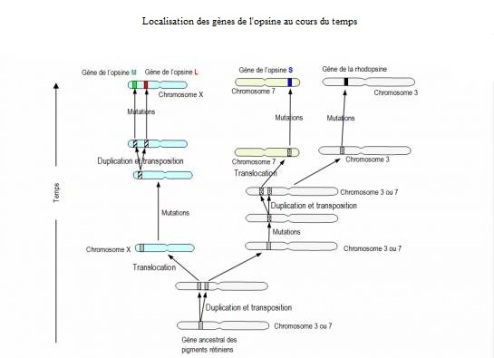 Localisation des gènes de l'opsine au cours du temps
Gène de l'opsine M
Gène de l'opsine L
Gène de l'opsine S
Gène de la rhodopsine
Chromosome X
Chromosome 7
Chromosome 3
Mutations
Mutations
Mutations
Duplication et transposition
Chromosome 7
Chromosome 3
Translocation
Chromosome 3 ou 7
Temps
Duplication et transposition
Mutations
Mutations
Chromosome X
Chromosome 3 ou 7
Translocation
Duplication et transposition
Chromosome 3 ou 7
Gène ancestral des
pigments rétiniens